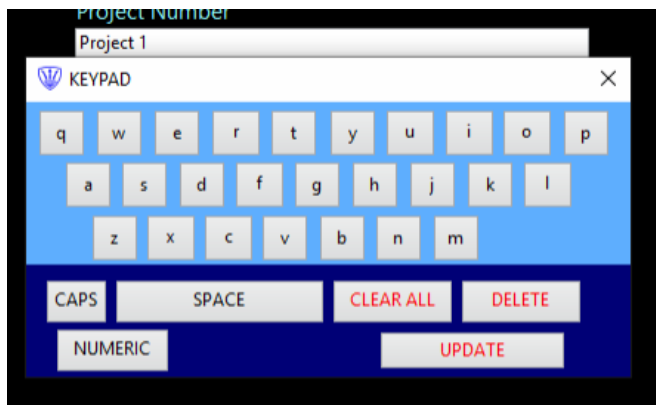 Project Number
Project 1
KEYPAD
q w e r t y u i o p
a s d f g h j k l
z x c v b n m
CAPS SPACE CLEAR ALL DELETE
NUMERIC UPDATE